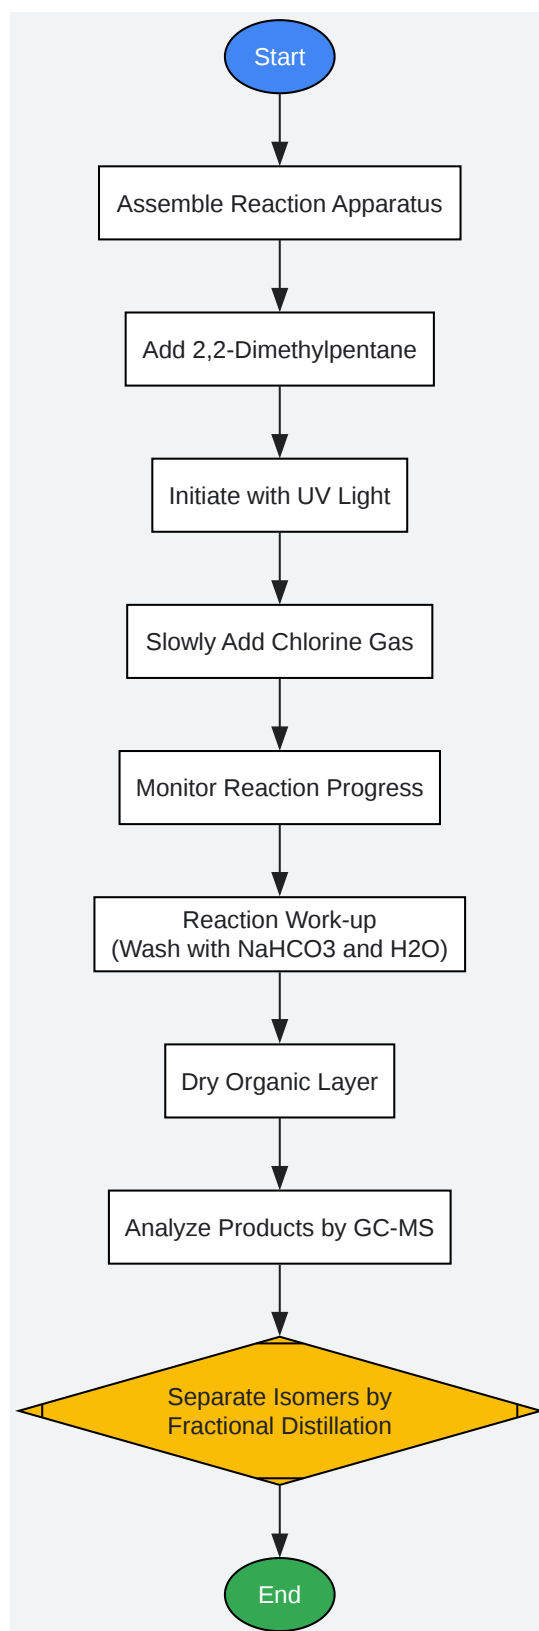 Start
Assemble Reaction Apparatus
Add 2,2-Dimethylpentane
Initiate with UV Light
Slowly Add Chlorine Gas
Monitor Reaction Progress
Reaction Work-up
(Wash with NaHCO3 and H2O)
Dry Organic Layer
Analyze Products by GC-MS
Separate Isomers by
Fractional Distillation
End